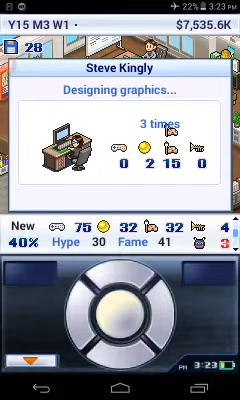 22% 3:23 PM
Y15 M3 W1 · $7,535.6K
28
Steve Kingly
Designing graphics...
3 times
0 2 15 0
New 75 32 32 4
40% Hype 30 Fame 41 3
PM 3:23